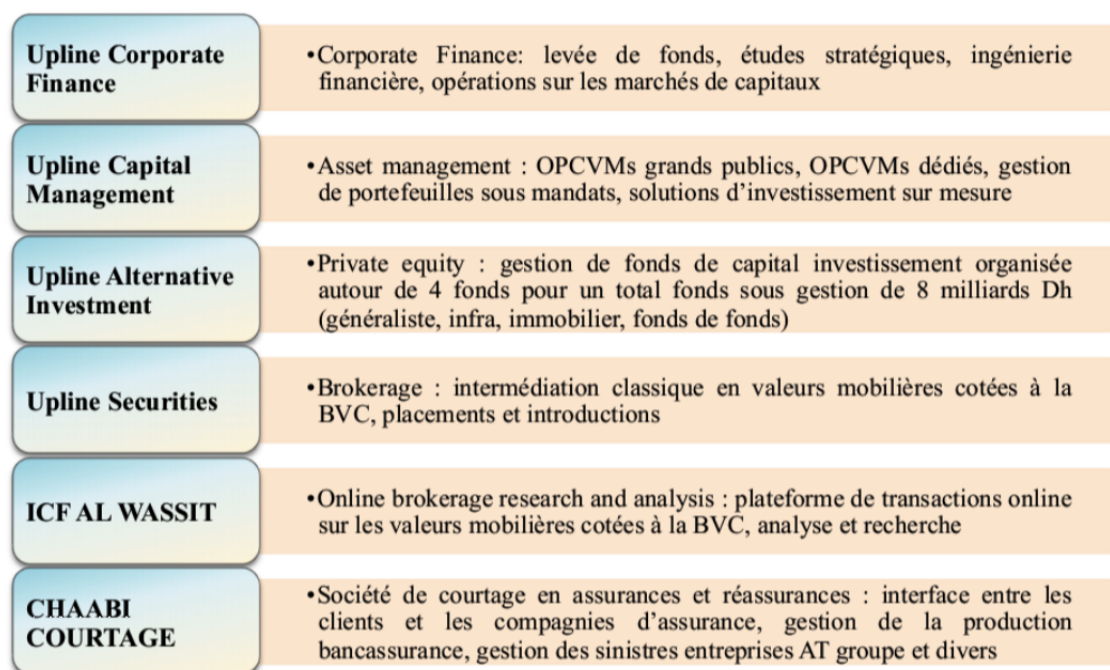 Upline Corporate
Finance
•Corporate Finance: levée de fonds, études stratégiques, ingénierie
financière, opérations sur les marchés de capitaux
Upline Capital
Management
•Asset management : OPCVMs grands publics, OPCVMs dédiés, gestion
de portefeuilles sous mandats, solutions d’investissement sur mesure
Upline Alternative
Investment
•Private equity : gestion de fonds de capital investissement organisée
autour de 4 fonds pour un total fonds sous gestion de 8 milliards Dh
(généraliste, infra, immobilier, fonds de fonds)
Upline Securities
•Brokerage : intermédiation classique en valeurs mobilières cotées à la
BVC, placements et introductions
ICF AL WASSIT
•Online brokerage research and analysis : plateforme de transactions online
sur les valeurs mobilières cotées à la BVC, analyse et recherche
CHAABI
COURTAGE
•Société de courtage en assurances et réassurances : interface entre les
clients et les compagnies d’assurance, gestion de la production
bancassurance, gestion des sinistres entreprises AT groupe et divers